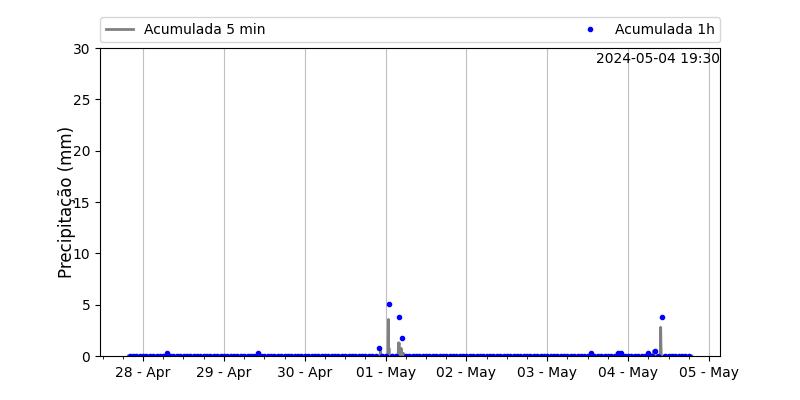 Acumulada 5 min
Acumulada 1h
2024-05-04 19:30
30
25
20
15
10
5
0
Precipitação (mm)
28 - Apr
29 - Apr
30 - Apr
01 - May
02 - May
03 - May
04 - May
05 - May